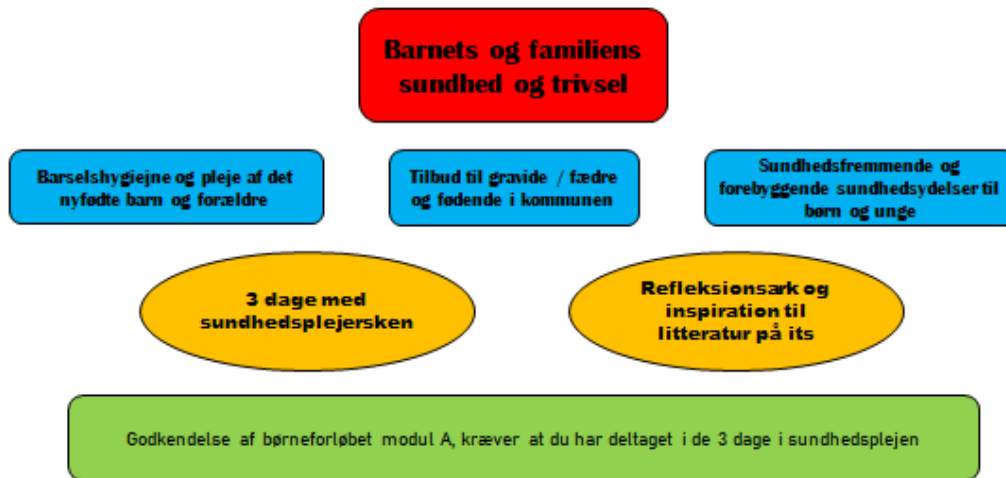 Barnets og familiens
sundhed og trivsel
Barselshygiejne og pleje af det
nyfødte barn og forældre
Tilbud til gravide / fædre
og fødende i kommunen
Sundhedsfremmende og
forebyggende sundhedsydelser til
børn og unge
3 dage med
sundhedsplejersken
Refleksionsark og
inspiration til
litteratur på its
Godkendelse af børneforløbet modul A, kræver at du har deltaget i de 3 dage i sundhedsplejen